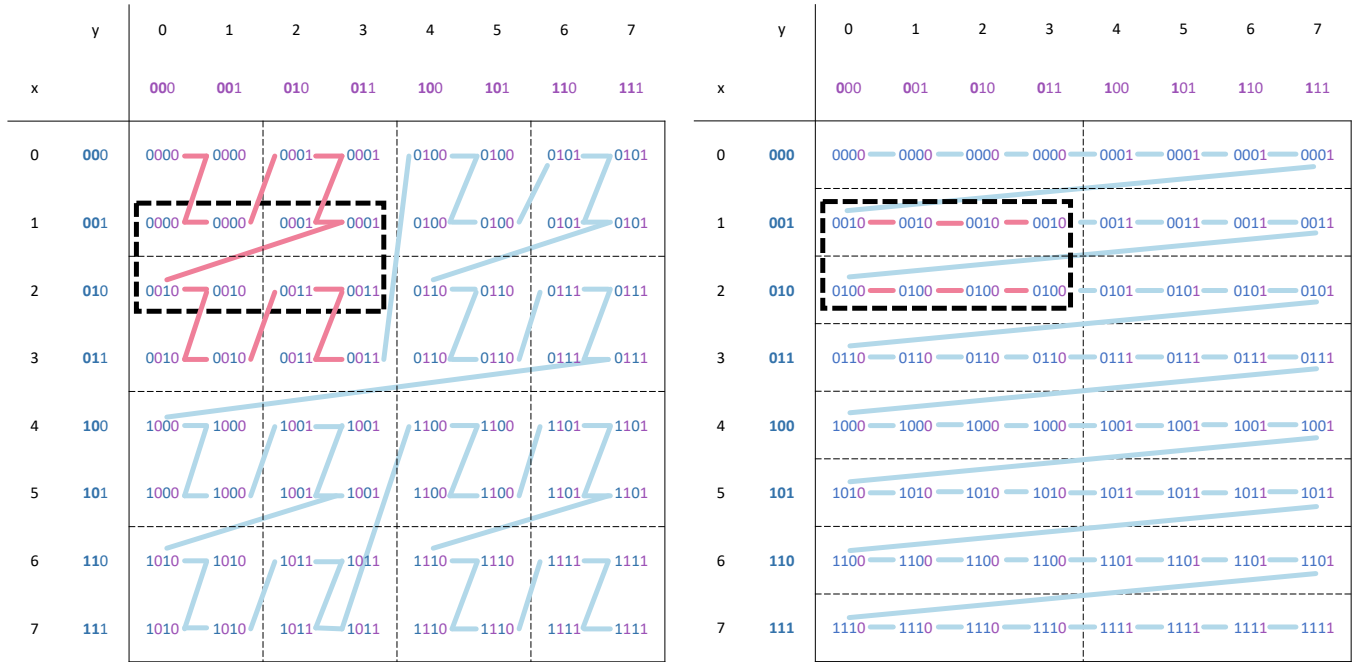 y 0 1 2 3 4 5 6 7
x 000 001 010 011 100 101 110 111
0 000 0000 0000 0001 0001 0100 0100 0101 0101
1 001 0000 0000 0001 0001 0100 0100 0101 0101
2 010 0010 0010 0011 0011 0110 0110 0111 0111
3 011 0010 0010 0011 0011 0110 0110 0111 0111
4 100 1000 1000 1001 1001 1100 1100 1101 1101
5 101 1000 1000 1001 1001 1100 1100 1101 1101
6 110 1010 1010 1011 1011 1110 1110 1111 1111
7 111 1010 1010 1011 1011 1110 1110 1111 1111
y 0 1 2 3 4 5 6 7
x 000 001 010 011 100 101 110 111
0 000 0000 0000 0000 0000 0001 0001 0001 0001
1 001 0010 0010 0010 0010 0011 0011 0011 0011
2 010 0100 0100 0100 0100 0101 0101 0101 0101
3 011 0110 0110 0110 0110 0111 0111 0111 0111
4 100 1000 1000 1000 1000 1001 1001 1001 1001
5 101 1010 1010 1010 1010 1011 1011 1011 1011
6 110 1100 1100 1100 1100 1101 1101 1101 1101
7 111 1110 1110 1110 1110 1111 1111 1111 1111